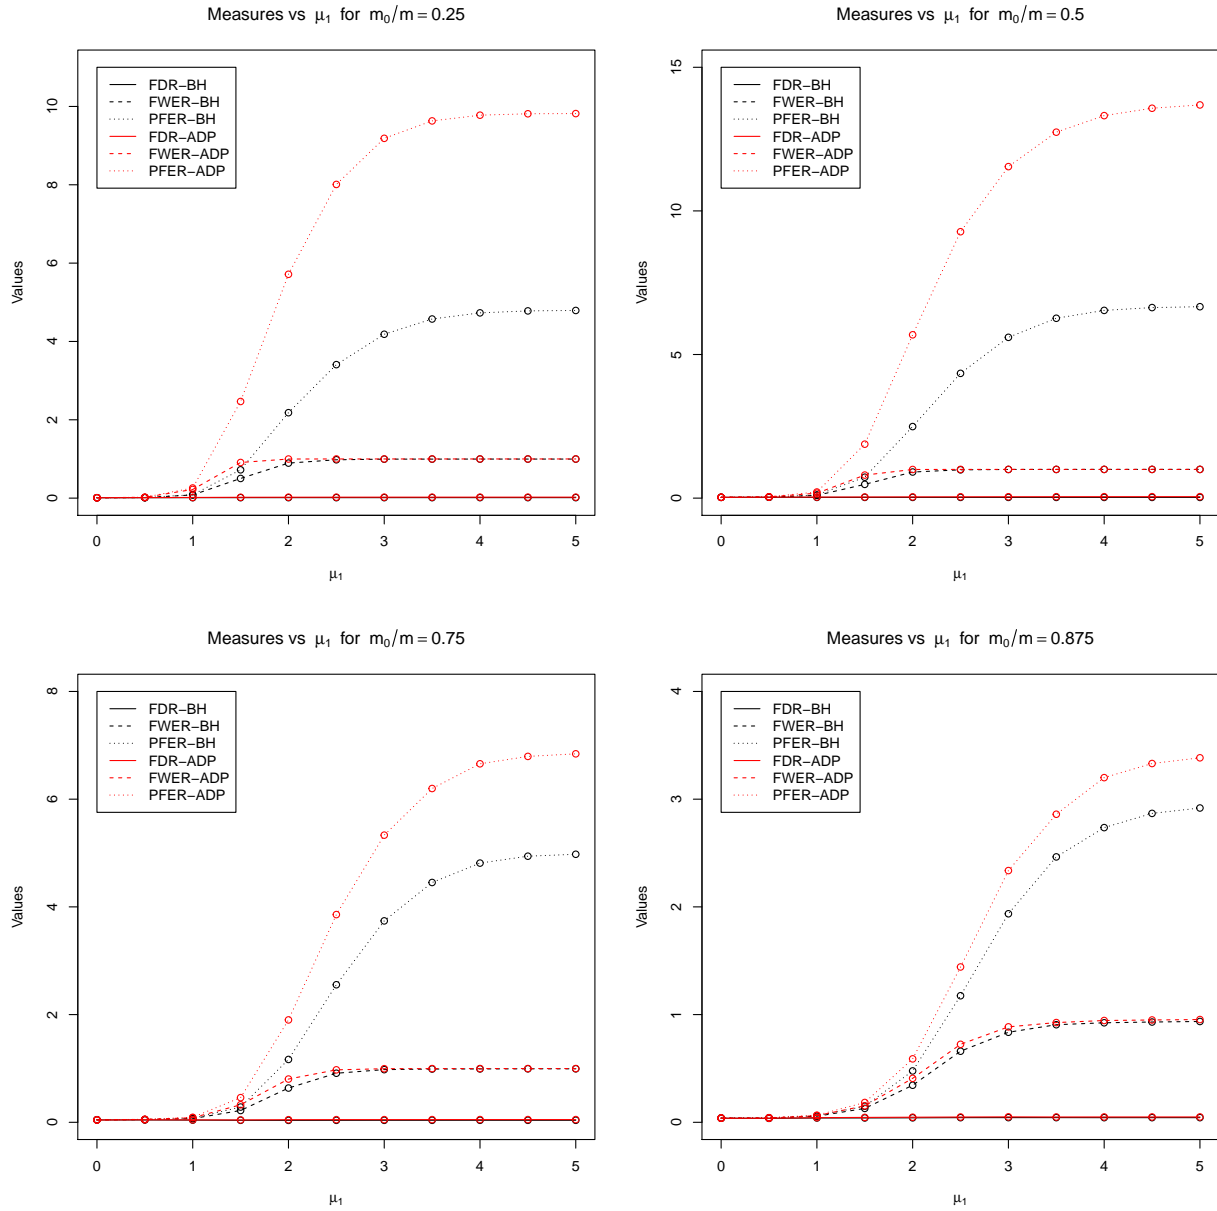 Measures vs μ₁ for m₀/m = 0.25
10
8
6
4
2
0
Values
FDR−BH
FWER−BH
PFER−BH
FDR−ADP
FWER−ADP
PFER−ADP
0 1 2 3 4 5
μ₁
Measures vs μ₁ for m₀/m = 0.5
15
10
5
0
Values
FDR−BH
FWER−BH
PFER−BH
FDR−ADP
FWER−ADP
PFER−ADP
0 1 2 3 4 5
μ₁
Measures vs μ₁ for m₀/m = 0.75
8
6
4
2
0
Values
FDR−BH
FWER−BH
PFER−BH
FDR−ADP
FWER−ADP
PFER−ADP
0 1 2 3 4 5
μ₁
Measures vs μ₁ for m₀/m = 0.875
4
3
2
1
0
Values
FDR−BH
FWER−BH
PFER−BH
FDR−ADP
FWER−ADP
PFER−ADP
0 1 2 3 4 5
μ₁